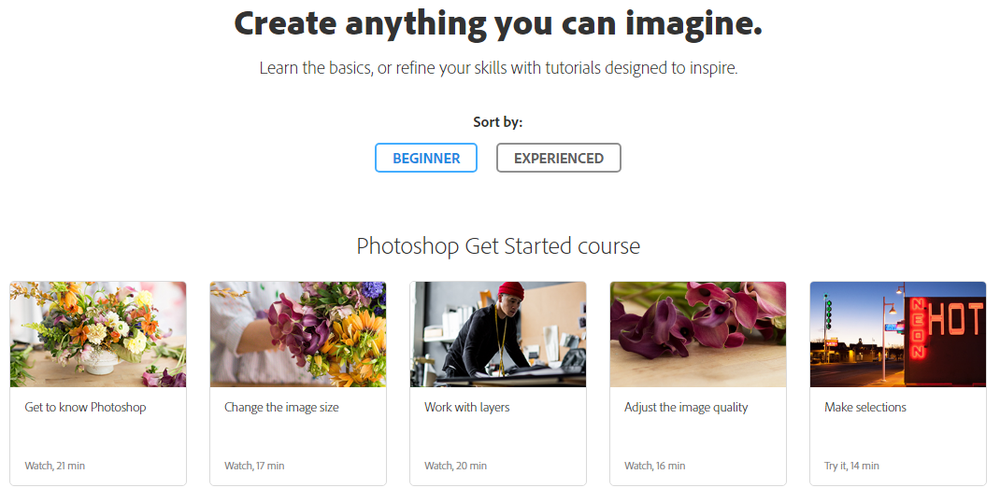 Create anything you can imagine.
Learn the basics, or refine your skills with tutorials designed to inspire.
Sort by:
BEGINNER
EXPERIENCED
Photoshop Get Started course
NEON
HOT
Get to know Photoshop
Change the image size
Work with layers
Adjust the image quality
Make selections
Watch, 21 min
Watch, 17 min
Watch, 20 min
Watch, 16 min
Try it, 14 min